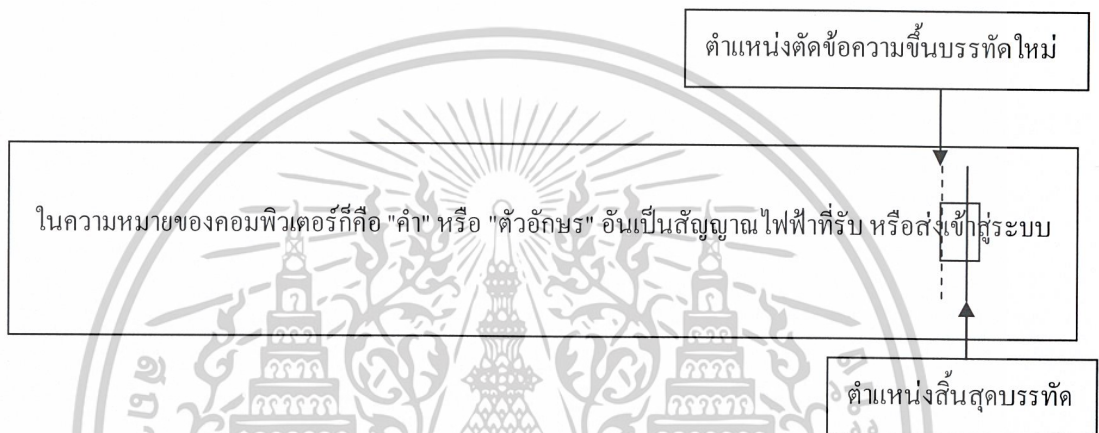 ตำแหน่งตัดข้อความขึ้นบรรทัดใหม่
ในความหมายของคอมพิวเตอร์ก็คือ "คำ" หรือ "ตัวอักษร" อันเป็นสัญญาณไฟฟ้าที่รับ หรือส่งเข้าสู่ระบบ
ตำแหน่งสิ้นสุดบรรทัด